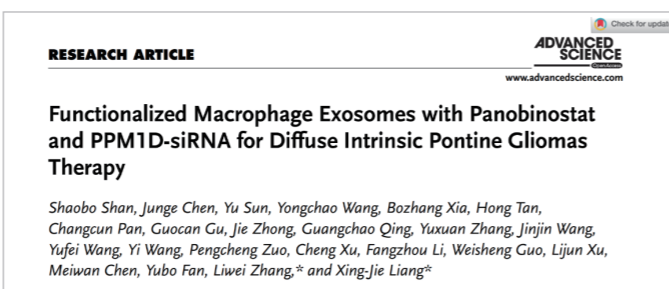 Check for updat
RESEARCH ARTICLE
ADVANCED
SCIENCE
Open Access
www.advancedscience.com
Functionalized Macrophage Exosomes with Panobinostat
and PPM1D-siRNA for Diffuse Intrinsic Pontine Gliomas
Therapy
Shaobo Shan, Junge Chen, Yu Sun, Yongchao Wang, Bozhang Xia, Hong Tan,
Changcun Pan, Guocan Gu, Jie Zhong, Guangchao Qing, Yuxuan Zhang, Jinjin Wang,
Yufei Wang, Yi Wang, Pengcheng Zuo, Cheng Xu, Fangzhou Li, Weisheng Guo, Lijun Xu,
Meiwan Chen, Yubo Fan, Liwei Zhang,* and Xing-Jie Liang*